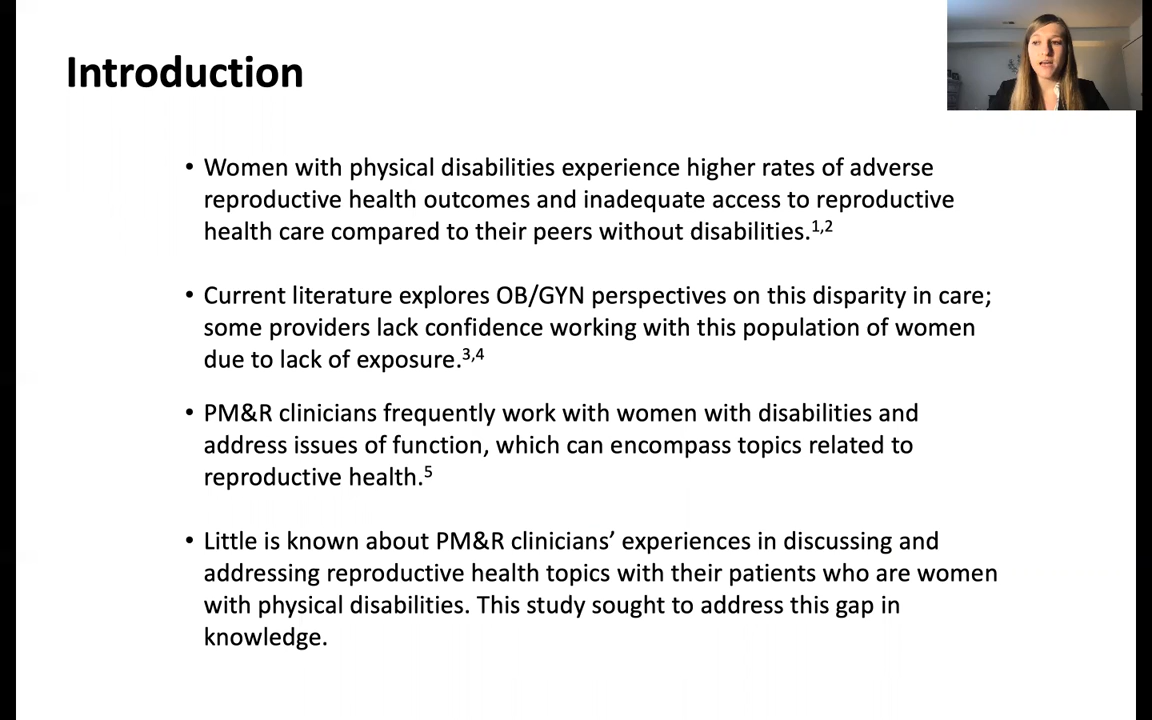 Introduction
• Women with physical disabilities experience higher rates of adverse
reproductive health outcomes and inadequate access to reproductive
health care compared to their peers without disabilities.1,2
• Current literature explores OB/GYN perspectives on this disparity in care;
some providers lack confidence working with this population of women
due to lack of exposure.3,4
• PM&R clinicians frequently work with women with disabilities and
address issues of function, which can encompass topics related to
reproductive health.5
• Little is known about PM&R clinicians’ experiences in discussing and
addressing reproductive health topics with their patients who are women
with physical disabilities. This study sought to address this gap in
knowledge.